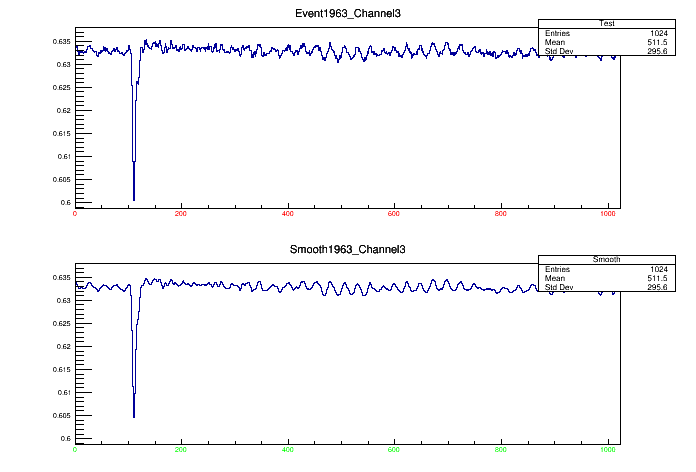 Event1963_Channel3
Test
Entries 1024
Mean 511.5
Std Dev 295.6
0.635
0.63
0.625
0.62
0.615
0.61
0.605
0.6
0 200 400 600 800 1000
Smooth1963_Channel3
Smooth
Entries 1024
Mean 511.5
Std Dev 295.6
0.635
0.63
0.625
0.62
0.615
0.61
0.605
0.6
0 200 400 600 800 1000